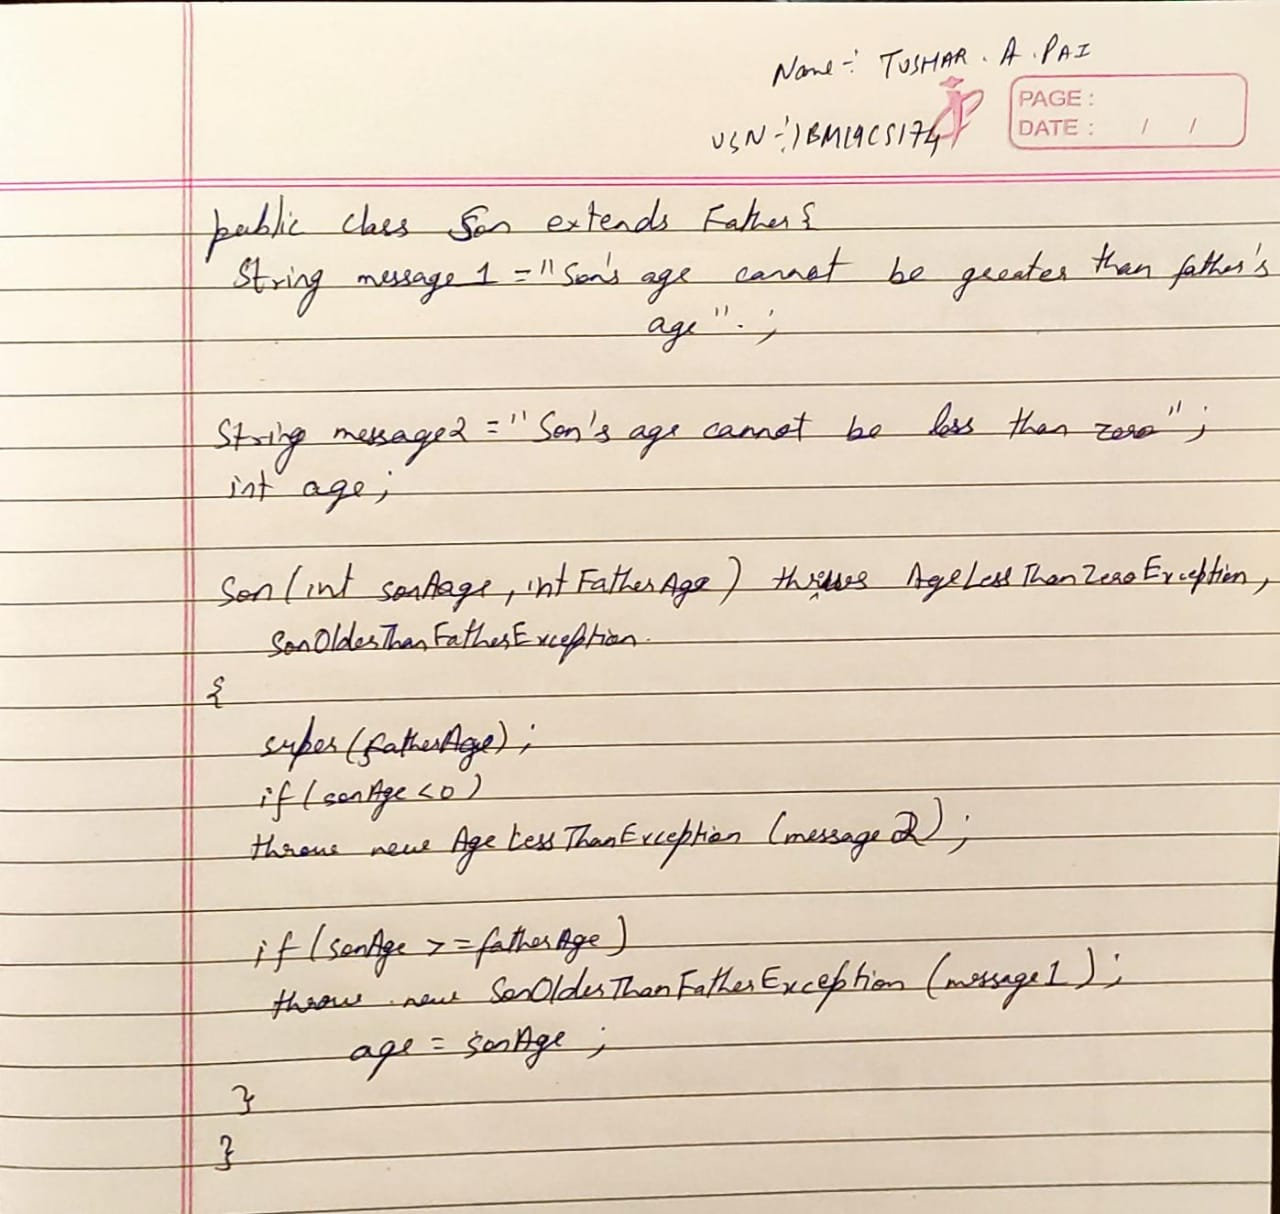 Name:- TUSHAR . A . PAI
PAGE :
USN:-1BM19CS174
DATE : / /
public class Son extends Father {
String message 1 = "Son's age cannot be greater than father's
age". ;
String message2 = "Son's age cannot be less than zero" ;
int age ;
Son (int sonAage, int FatherAge) throws AgeLessThanZeroException,
SonOlderThanFatherException.
{
super (fatherAge) ;
if (sonAge < 0)
throw new AgeLessThanException (message 2) ;
if (sonAge >= fatherAge)
throw new SonOlderThanFatherException (message 1) ;
age = sonAge ;
}
}